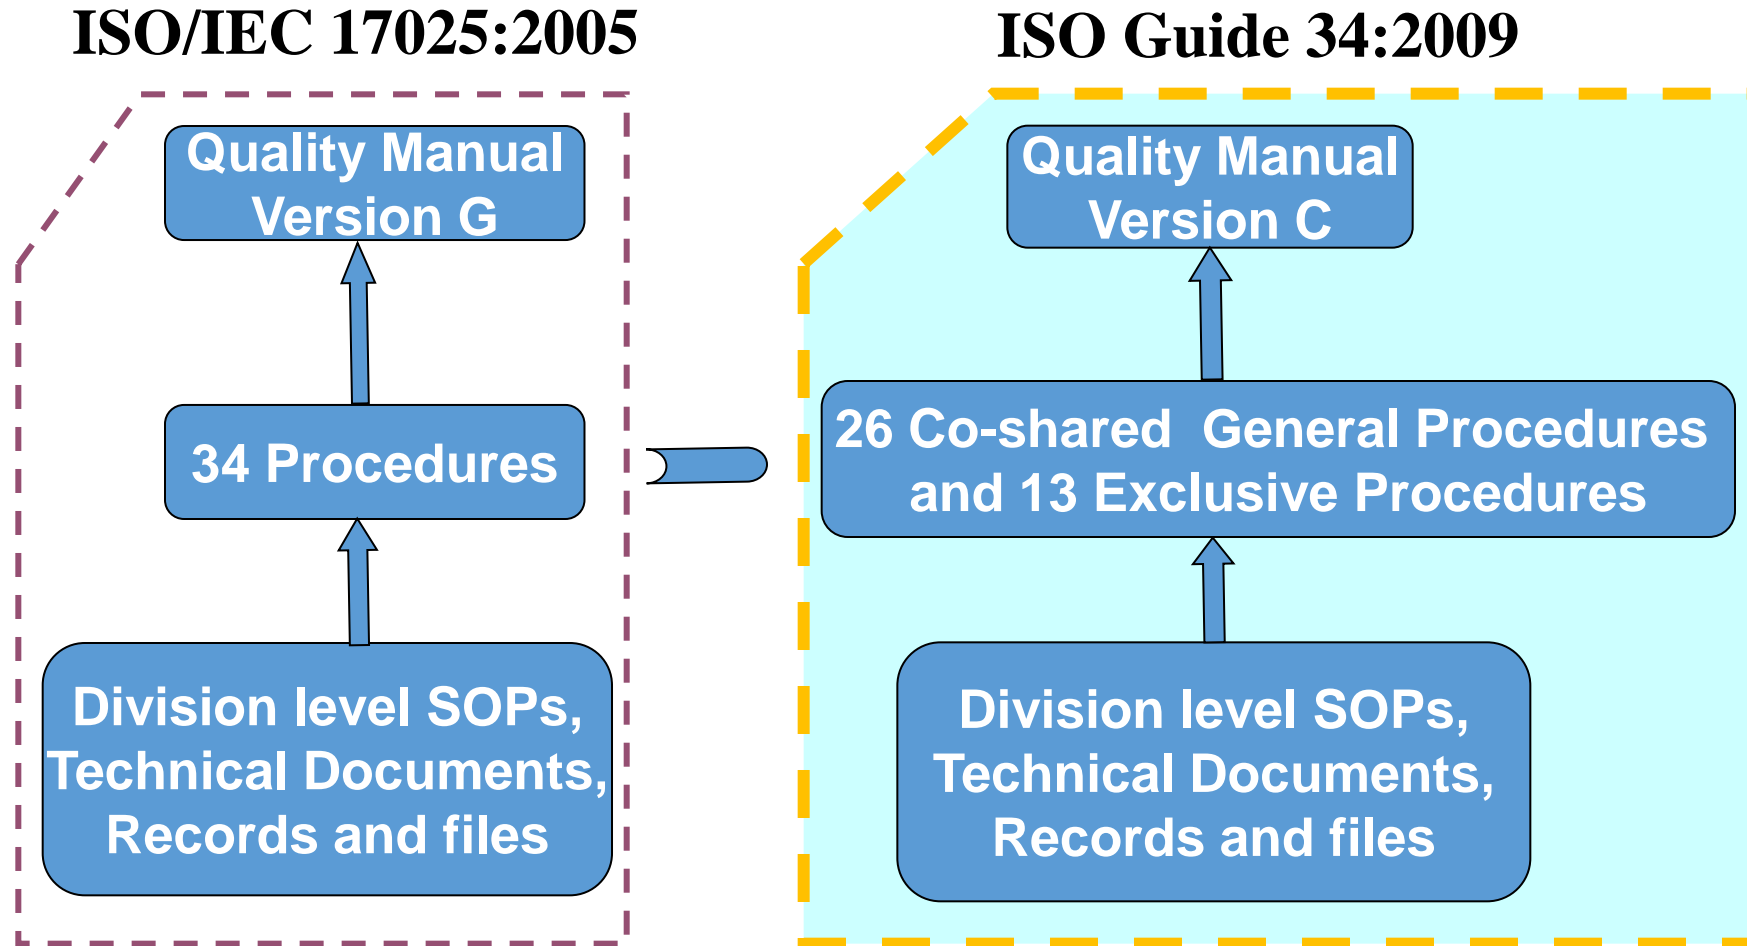 ISO/IEC 17025:2005
Quality Manual
Version G
34 Procedures
Division level SOPs,
Technical Documents,
Records and files
ISO Guide 34:2009
Quality Manual
Version C
26 Co-shared  General Procedures
and 13 Exclusive Procedures
Division level SOPs,
Technical Documents,
Records and files